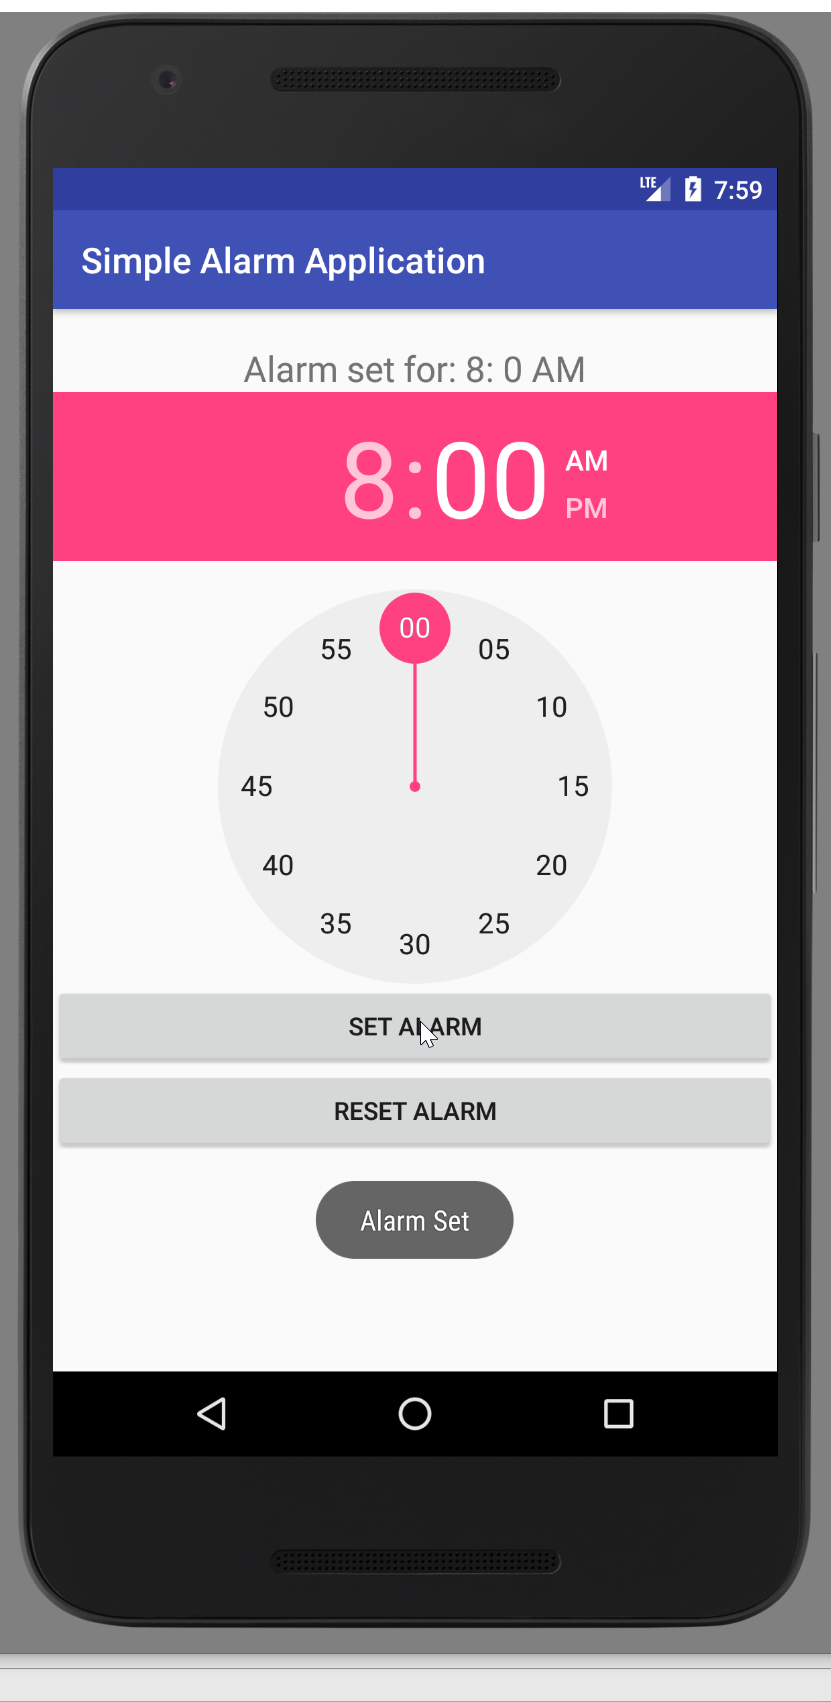 LTE 7:59
Simple Alarm Application
Alarm set for: 8: 0 AM
8:00 AM
PM
00
55 05
50 10
45 15
40 20
35 25
30
SET ALARM
RESET ALARM
Alarm Set